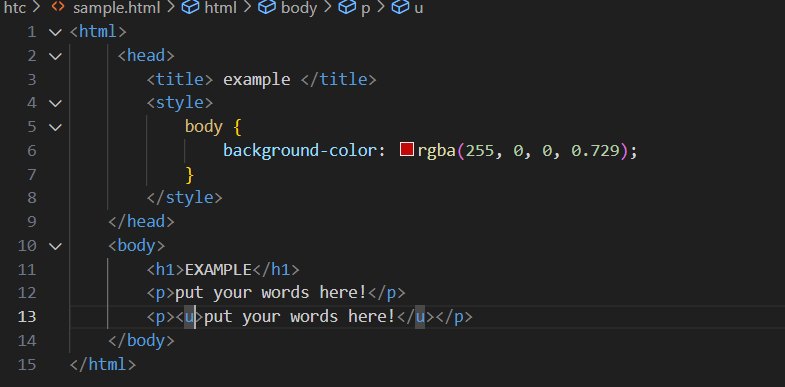 htc > <> sample.html > html > body > p > u
1 <html>
2 <head>
3 <title> example </title>
4 <style>
5 body {
6 background-color: rgba(255, 0, 0, 0.729);
7 }
8 </style>
9 </head>
10 <body>
11 <h1>EXAMPLE</h1>
12 <p>put your words here!</p>
13 <p><u>put your words here!</u></p>
14 </body>
15 </html>